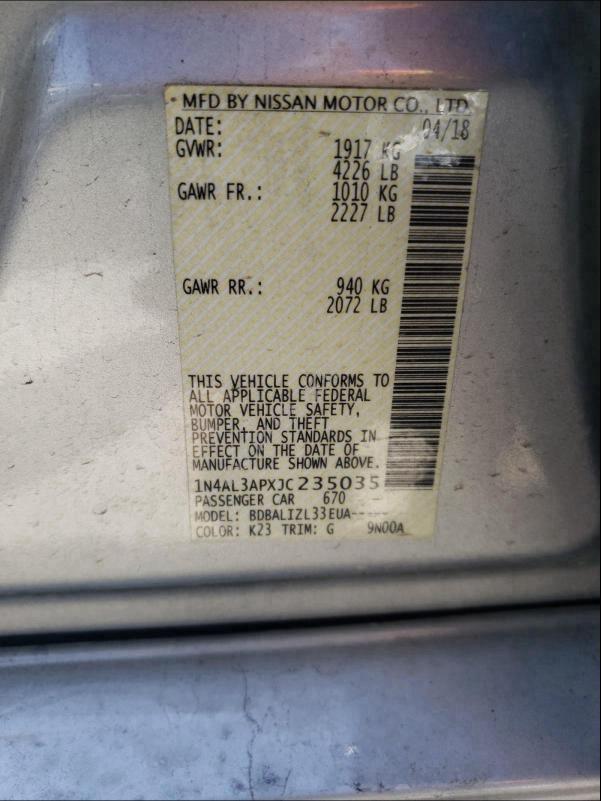 MFD BY NISSAN MOTOR CO., LTD.
DATE: 04/18
GVWR: 1917 KG
4226 LB
GAWR FR.: 1010 KG
2227 LB
GAWR RR.: 940 KG
2072 LB
THIS VEHICLE CONFORMS TO
ALL APPLICABLE FEDERAL
MOTOR VEHICLE SAFETY,
BUMPER, AND THEFT
PREVENTION STANDARDS IN
EFFECT ON THE DATE OF
MANUFACTURE SHOWN ABOVE.
1N4AL3APXJC235035
PASSENGER CAR 670 -
MODEL: BDBALIZL33EUA-----
COLOR: K23 TRIM: G 9N00A